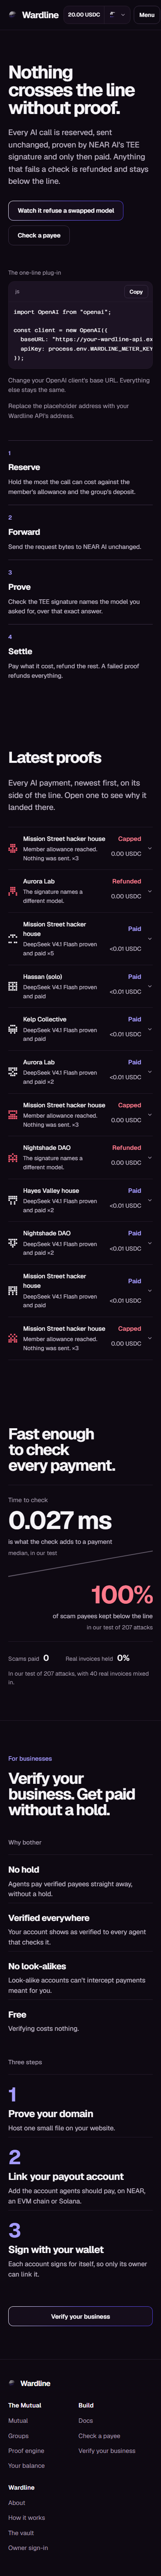 Wardline
20.00 USDC
Menu
Nothing
crosses the line
without proof.
Every AI call is reserved, sent
unchanged, proven by NEAR AI's TEE
signature and only then paid. Anything
that fails a check is refunded and stays
below the line.
Watch it refuse a swapped model
Check a payee
The one-line plug-in
js
Copy
import OpenAI from "openai";
const client = new OpenAI({
baseURL: "https://your-wardline-api.ex
apiKey: process.env.WARDLINE_METER_KEY
});
Change your OpenAI client's base URL. Everything
else stays the same.
Replace the placeholder address with your
Wardline API's address.
1
Reserve
Hold the most the call can cost against the
member's allowance and the group's deposit.
2
Forward
Send the request bytes to NEAR AI unchanged.
3
Prove
Check the TEE signature names the model you
asked for, over that exact answer.
4
Settle
Pay what it cost, refund the rest. A failed proof
refunds everything.
Latest proofs
Every AI payment, newest first, on its
side of the line. Open one to see why it
landed there.
Mission Street hacker house
Capped
Member allowance reached.
Nothing was sent. ×3
0.00 USDC
Aurora Lab
Refunded
The signature names a
different model.
0.00 USDC
Mission Street hacker
house
Paid
DeepSeek V4.1 Flash proven
and paid ×5
<0.01 USDC
Hassan (solo)
Paid
DeepSeek V4.1 Flash proven
and paid
<0.01 USDC
Kelp Collective
Paid
DeepSeek V4.1 Flash proven
and paid
<0.01 USDC
Aurora Lab
Paid
DeepSeek V4.1 Flash proven
and paid ×2
<0.01 USDC
Mission Street hacker house
Capped
Member allowance reached.
Nothing was sent. ×3
0.00 USDC
Nightshade DAO
Refunded
The signature names a
different model.
0.00 USDC
Hayes Valley house
Paid
DeepSeek V4.1 Flash proven
and paid ×2
<0.01 USDC
Nightshade DAO
Paid
DeepSeek V4.1 Flash proven
and paid ×2
<0.01 USDC
Mission Street hacker
house
Paid
DeepSeek V4.1 Flash proven
and paid
<0.01 USDC
Mission Street hacker house
Capped
Member allowance reached.
Nothing was sent. ×3
0.00 USDC
Fast enough
to check
every payment.
Time to check
0.027 ms
is what the check adds to a payment
median, in our test
100%
of scam payees kept below the line
in our test of 207 attacks
Scams paid 0
Real invoices held 0%
In our test of 207 attacks, with 40 real invoices mixed
in.
For businesses
Verify your
business. Get paid
without a hold.
Why bother
No hold
Agents pay verified payees straight away,
without a hold.
Verified everywhere
Your account shows as verified to every agent
that checks it.
No look-alikes
Look-alike accounts can't intercept payments
meant for you.
Free
Verifying costs nothing.
Three steps
1
Prove your domain
Host one small file on your website.
2
Link your payout account
Add the account agents should pay, on NEAR,
an EVM chain or Solana.
3
Sign with your wallet
Each account signs for itself, so only its owner
can link it.
Verify your business
Wardline
The Mutual
Build
Mutual
Docs
Groups
Check a payee
Proof engine
Verify your business
Your balance
Wardline
About
How it works
The vault
Owner sign-in